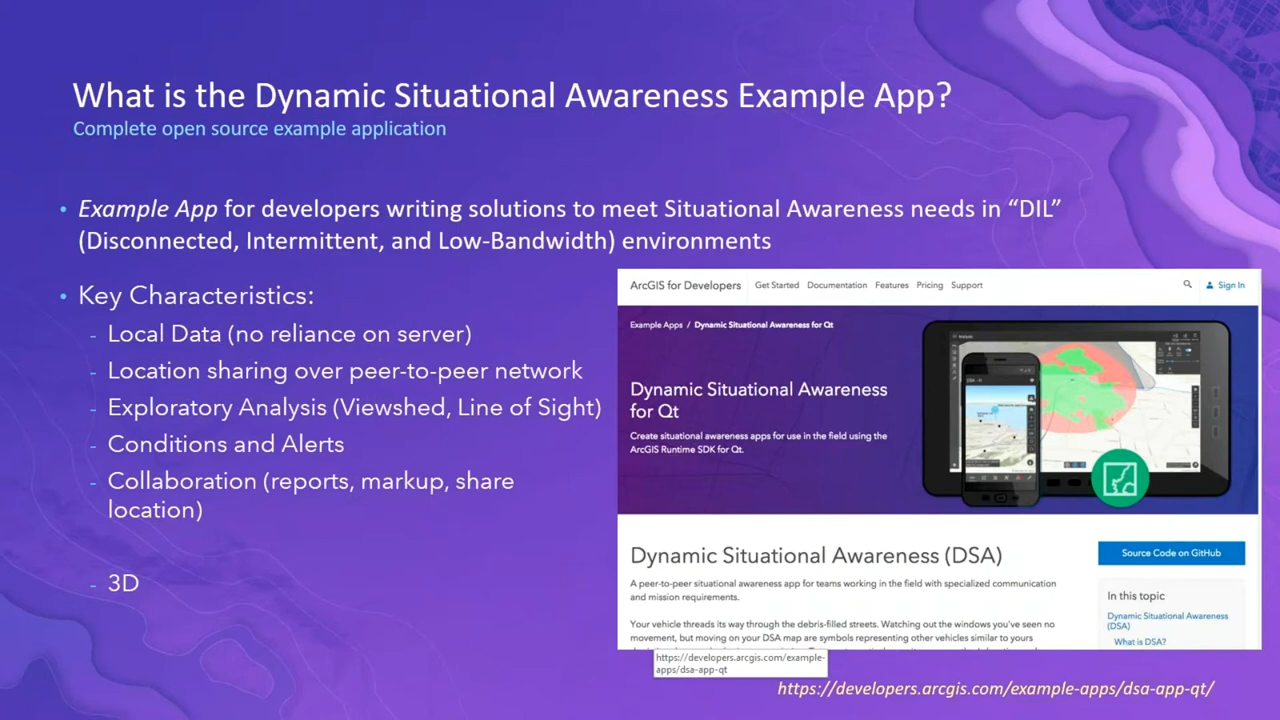 What is the Dynamic Situational Awareness Example App?
Complete open source example application
• Example App for developers writing solutions to meet Situational Awareness needs in “DIL”
(Disconnected, Intermittent, and Low-Bandwidth) environments
• Key Characteristics:
- Local Data (no reliance on server)
- Location sharing over peer-to-peer network
- Exploratory Analysis (Viewshed, Line of Sight)
- Conditions and Alerts
- Collaboration (reports, markup, share
location)
- 3D
ArcGIS for Developers Get Started Documentation Features Pricing Support Sign In
Example Apps / Dynamic Situational Awareness for Qt
Dynamic Situational Awareness
for Qt
Create situational awareness apps for use in the field using the
ArcGIS Runtime SDK for Qt.
Dynamic Situational Awareness (DSA)
A peer-to-peer situational awareness app for teams working in the field with specialized communication
and mission requirements.
Your vehicle threads its way through the debris-filled streets. Watching out the windows you've seen no
movement, but moving on your DSA map are symbols representing other vehicles similar to yours
Source Code on GitHub
In this topic
Dynamic Situational Awareness
(DSA)
What is DSA?
https://developers.arcgis.com/example-
apps/dsa-app-qt
https://developers.arcgis.com/example-apps/dsa-app-qt/